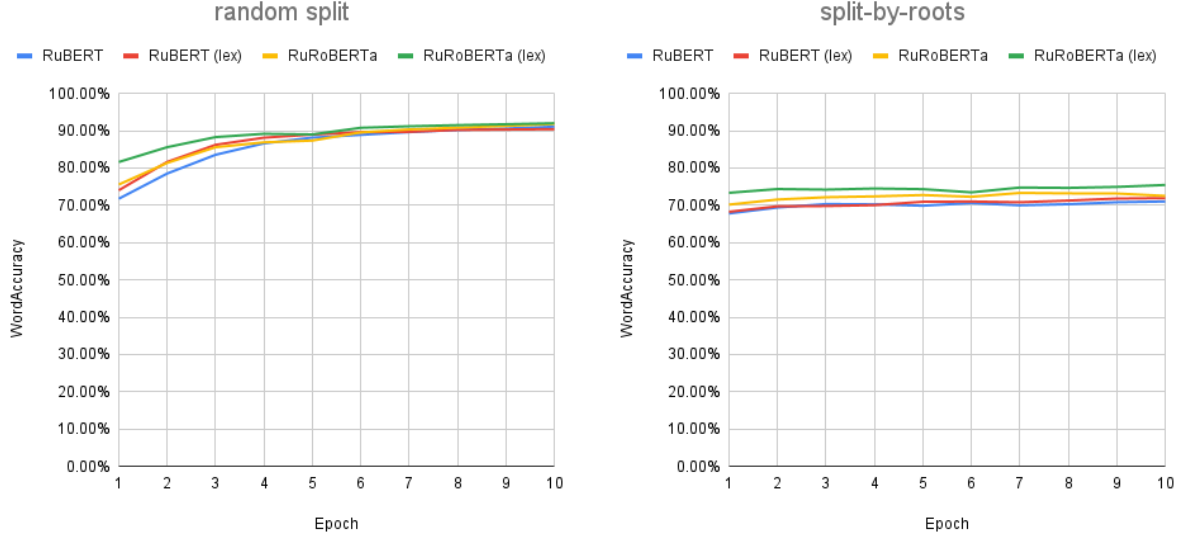 random split
RuBERT RuBERT (lex) RuRoBERTa RuRoBERTa (lex)
100.00%
90.00%
80.00%
70.00%
60.00%
50.00%
40.00%
30.00%
20.00%
10.00%
0.00%
WordAccuracy
1 2 3 4 5 6 7 8 9 10
Epoch
split-by-roots
RuBERT RuBERT (lex) RuRoBERTa RuRoBERTa (lex)
100.00%
90.00%
80.00%
70.00%
60.00%
50.00%
40.00%
30.00%
20.00%
10.00%
0.00%
WordAccuracy
1 2 3 4 5 6 7 8 9 10
Epoch